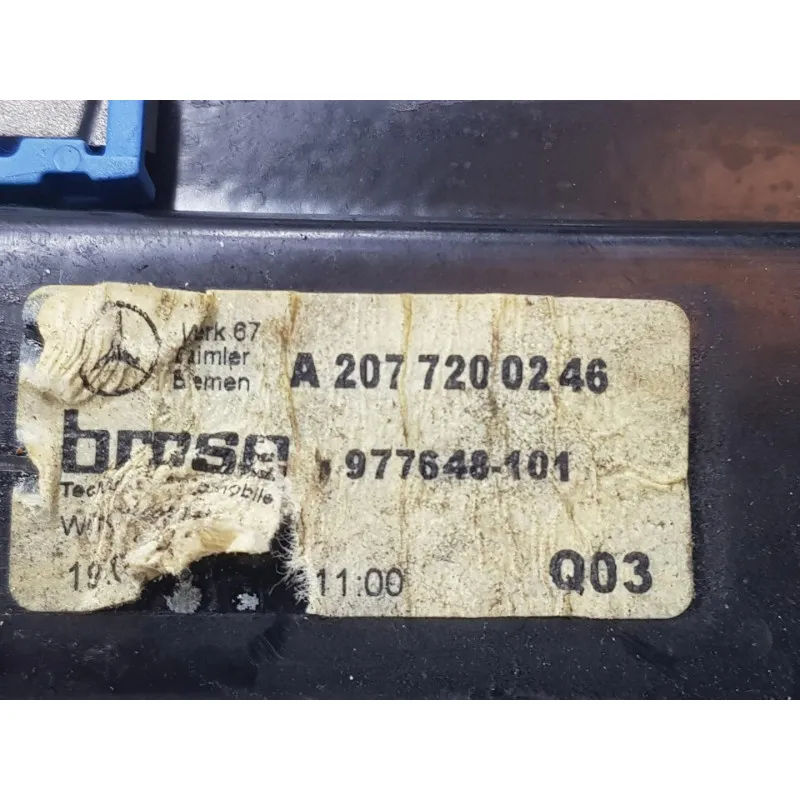 Werk 67
Daimler
Bremen
A 207 720 02 46
brose
977648-101
11:00
Q03